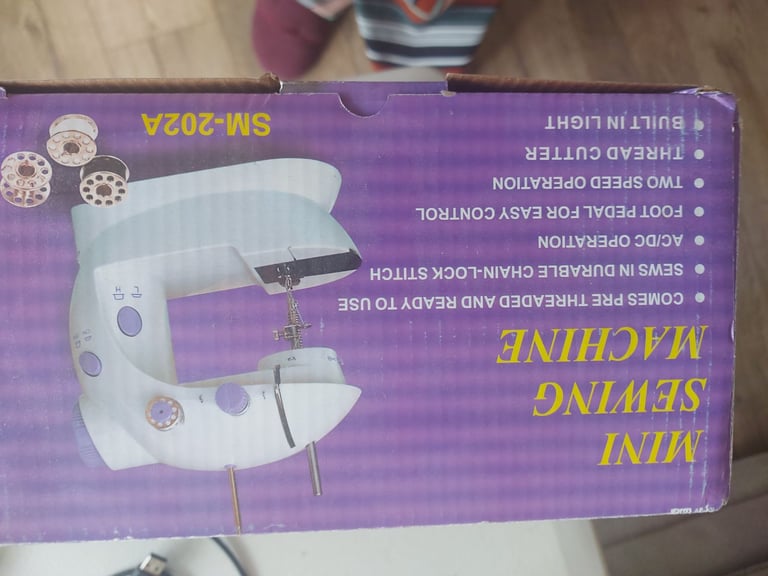 MINI
SEWING
MACHINE
COMES PRE THREADED AND READY TO USE
SEWS IN DURABLE CHAIN-LOCK STITCH
AC/DC OPERATION
FOOT PEDAL FOR EASY CONTROL
TWO SPEED OPERATION
THREAD CUTTER
BUILT IN LIGHT
SM-202A
L H